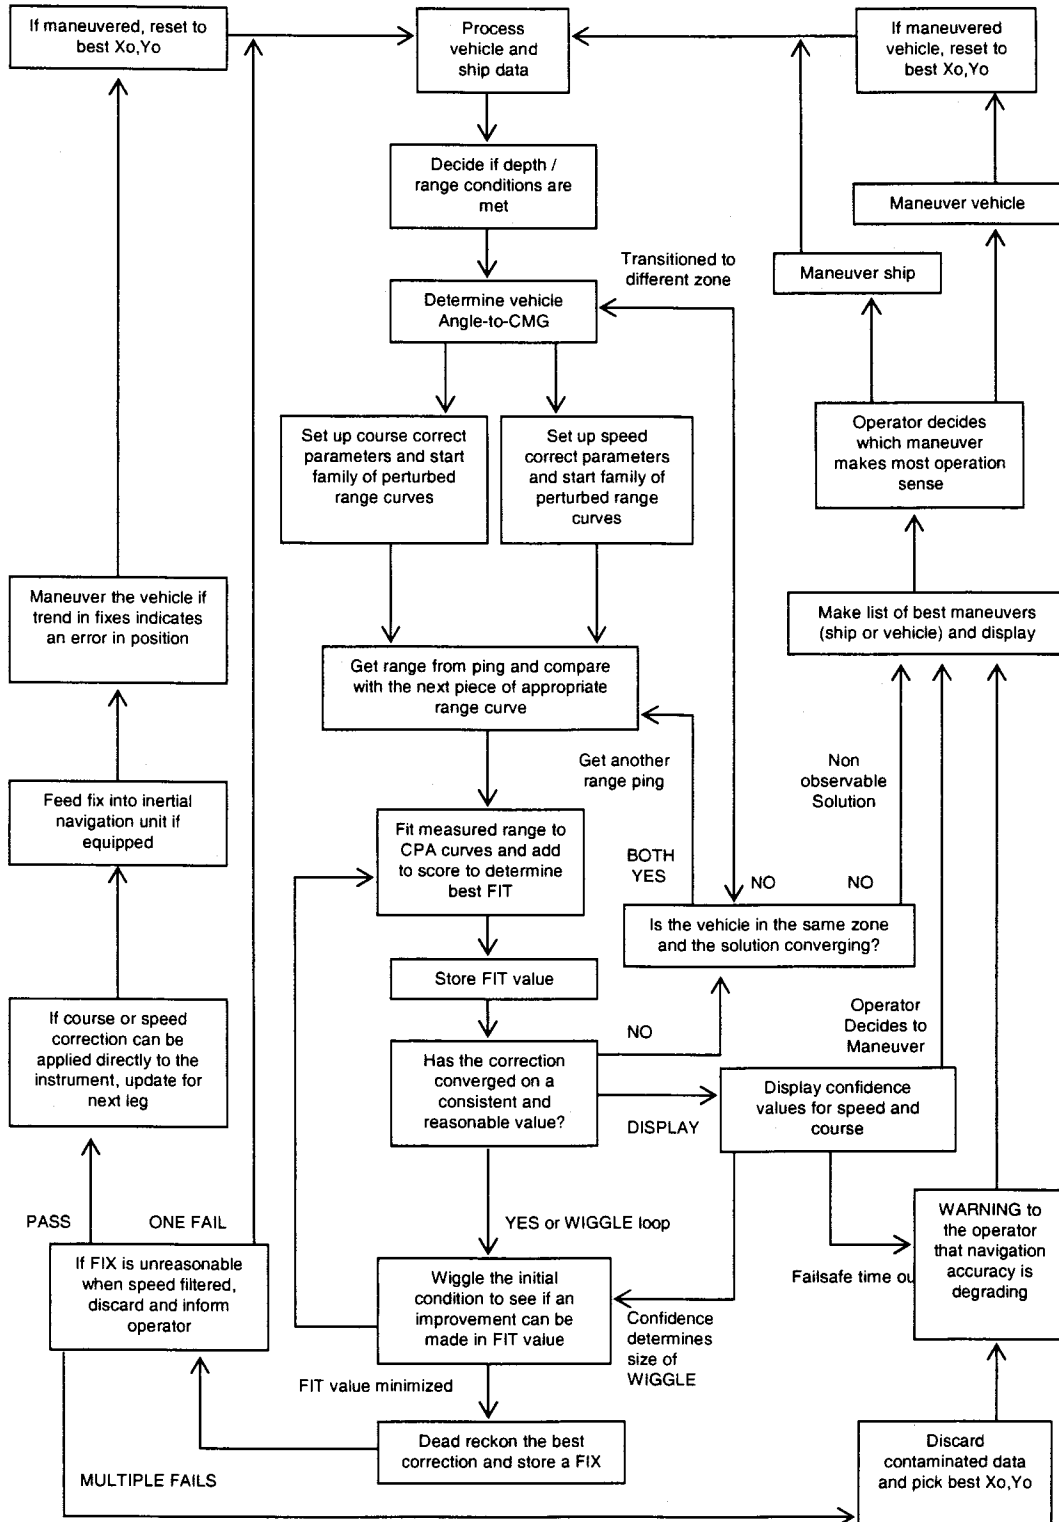 If maneuvered, reset to
best Xo,Yo
Process
vehicle and
ship data
If maneuvered
vehicle, reset to
best Xo,Yo
Decide if depth /
range conditions are
met
Maneuver vehicle
Transitioned to
different zone
Maneuver ship
Determine vehicle
Angle-to-CMG
Set up course correct
parameters and start
family of perturbed
range curves
Set up speed
correct parameters
and start family of
perturbed range
curves
Operator decides
which maneuver
makes most operation
sense
Maneuver the vehicle if
trend in fixes indicates
an error in position
Make list of best maneuvers
(ship or vehicle) and display
Get range from ping and compare
with the next piece of appropriate
range curve
Get another
range ping
Non
observable
Solution
Feed fix into inertial
navigation unit if
equipped
Fit measured range to
CPA curves and add
to score to determine
best FIT
BOTH
YES
NO
NO
Is the vehicle in the same zone
and the solution converging?
Store FIT value
If course or speed
correction can be
applied directly to the
instrument, update for
next leg
NO
Operator
Decides to
Maneuver
Has the correction
converged on a
consistent and
reasonable value?
DISPLAY
Display confidence
values for speed and
course
PASS
ONE FAIL
YES or WIGGLE loop
WARNING to
the operator
that navigation
accuracy is
degrading
If FIX is unreasonable
when speed filtered,
discard and inform
operator
Wiggle the initial
condition to see if an
improvement can be
made in FIT value
Failsafe time ou
Confidence
determines
size of
WIGGLE
FIT value minimized
Dead reckon the best
correction and store a FIX
Discard
contaminated data
and pick best Xo,Yo
MULTIPLE FAILS